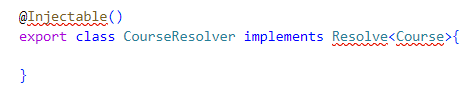 @Injectable()
export class CourseResolver implements Resolve<Course>{
}